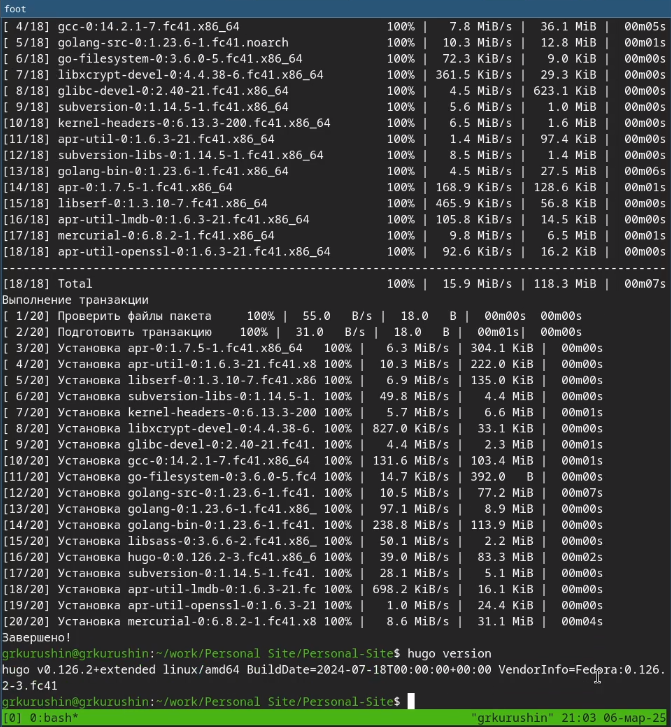 foot
[ 4/18] gcc-0:14.2.1-7.fc41.x86_64 100% | 7.8 MiB/s | 36.1 MiB | 00m05s
[ 5/18] golang-src-0:1.23.6-1.fc41.noarch 100% | 10.3 MiB/s | 12.8 MiB | 00m01s
[ 6/18] go-filesystem-0:3.6.0-5.fc41.x86_64 100% | 72.3 KiB/s | 9.0 KiB | 00m00s
[ 7/18] libxcrypt-devel-0:4.4.38-6.fc41.x86_64 100% | 361.5 KiB/s | 29.3 KiB | 00m00s
[ 8/18] glibc-devel-0:2.40-21.fc41.x86_64 100% | 4.5 MiB/s | 623.1 KiB | 00m00s
[ 9/18] subversion-0:1.14.5-1.fc41.x86_64 100% | 5.6 MiB/s | 1.0 MiB | 00m00s
[10/18] kernel-headers-0:6.13.3-200.fc41.x86_64 100% | 6.5 MiB/s | 1.6 MiB | 00m00s
[11/18] apr-util-0:1.6.3-21.fc41.x86_64 100% | 1.4 MiB/s | 97.4 KiB | 00m00s
[12/18] subversion-libs-0:1.14.5-1.fc41.x86_64 100% | 8.5 MiB/s | 1.4 MiB | 00m00s
[13/18] golang-bin-0:1.23.6-1.fc41.x86_64 100% | 4.5 MiB/s | 27.5 MiB | 00m06s
[14/18] apr-0:1.7.5-1.fc41.x86_64 100% | 168.9 KiB/s | 128.6 KiB | 00m01s
[15/18] libserf-0:1.3.10-7.fc41.x86_64 100% | 465.9 KiB/s | 56.8 KiB | 00m00s
[16/18] apr-util-lmdb-0:1.6.3-21.fc41.x86_64 100% | 105.8 KiB/s | 14.5 KiB | 00m00s
[17/18] mercurial-0:6.8.2-1.fc41.x86_64 100% | 9.8 MiB/s | 6.5 MiB | 00m01s
[18/18] apr-util-openssl-0:1.6.3-21.fc41.x86_64 100% | 92.6 KiB/s | 16.2 KiB | 00m00s
--------------------------------------------------------------------------------
[18/18] Total 100% | 15.9 MiB/s | 118.3 MiB | 00m07s
Выполнение транзакции
[ 1/20] Проверить файлы пакета 100% | 55.0 B/s | 18.0 B | 00m00s 00m00s
[ 2/20] Подготовить транзакцию 100% | 31.0 B/s | 18.0 B | 00m01s| 00m00s
[ 3/20] Установка apr-0:1.7.5-1.fc41.x86_64 100% | 6.3 MiB/s | 304.1 KiB | 00m00s
[ 4/20] Установка apr-util-0:1.6.3-21.fc41.x8 100% | 10.3 MiB/s | 222.0 KiB | 00m00s
[ 5/20] Установка libserf-0:1.3.10-7.fc41.x86 100% | 6.9 MiB/s | 135.0 KiB | 00m00s
[ 6/20] Установка subversion-libs-0:1.14.5-1. 100% | 49.8 MiB/s | 4.4 MiB | 00m00s
[ 7/20] Установка kernel-headers-0:6.13.3-200 100% | 5.7 MiB/s | 6.6 MiB | 00m01s
[ 8/20] Установка libxcrypt-devel-0:4.4.38-6. 100% | 827.0 KiB/s | 33.1 KiB | 00m00s
[ 9/20] Установка glibc-devel-0:2.40-21.fc41. 100% | 4.4 MiB/s | 2.3 MiB | 00m01s
[10/20] Установка gcc-0:14.2.1-7.fc41.x86_64 100% | 131.6 MiB/s | 103.4 MiB | 00m01s
[11/20] Установка go-filesystem-0:3.6.0-5.fc4 100% | 14.7 KiB/s | 392.0 B | 00m00s
[12/20] Установка golang-src-0:1.23.6-1.fc41. 100% | 10.5 MiB/s | 77.2 MiB | 00m07s
[13/20] Установка golang-0:1.23.6-1.fc41.x86_ 100% | 97.1 MiB/s | 8.9 MiB | 00m00s
[14/20] Установка golang-bin-0:1.23.6-1.fc41. 100% | 238.8 MiB/s | 113.9 MiB | 00m00s
[15/20] Установка libsass-0:3.6.6-2.fc41.x86_ 100% | 50.1 MiB/s | 2.2 MiB | 00m00s
[16/20] Установка hugo-0:0.126.2-3.fc41.x86_6 100% | 39.0 MiB/s | 83.3 MiB | 00m02s
[17/20] Установка subversion-0:1.14.5-1.fc41. 100% | 28.1 MiB/s | 5.1 MiB | 00m00s
[18/20] Установка apr-util-lmdb-0:1.6.3-21.fc 100% | 698.2 KiB/s | 16.1 KiB | 00m00s
[19/20] Установка apr-util-openssl-0:1.6.3-21 100% | 1.0 MiB/s | 24.4 KiB | 00m00s
[20/20] Установка mercurial-0:6.8.2-1.fc41.x8 100% | 8.6 MiB/s | 31.1 MiB | 00m04s
Завершено!
grkurushin@grkurushin:~/work/Personal Site/Personal-Site$ hugo version
hugo v0.126.2+extended linux/amd64 BuildDate=2024-07-18T00:00:00+00:00 VendorInfo=Fedora:0.126.
2-3.fc41
grkurushin@grkurushin:~/work/Personal Site/Personal-Site$
[0] 0:bash* "grkurushin" 21:03 06-мар-25